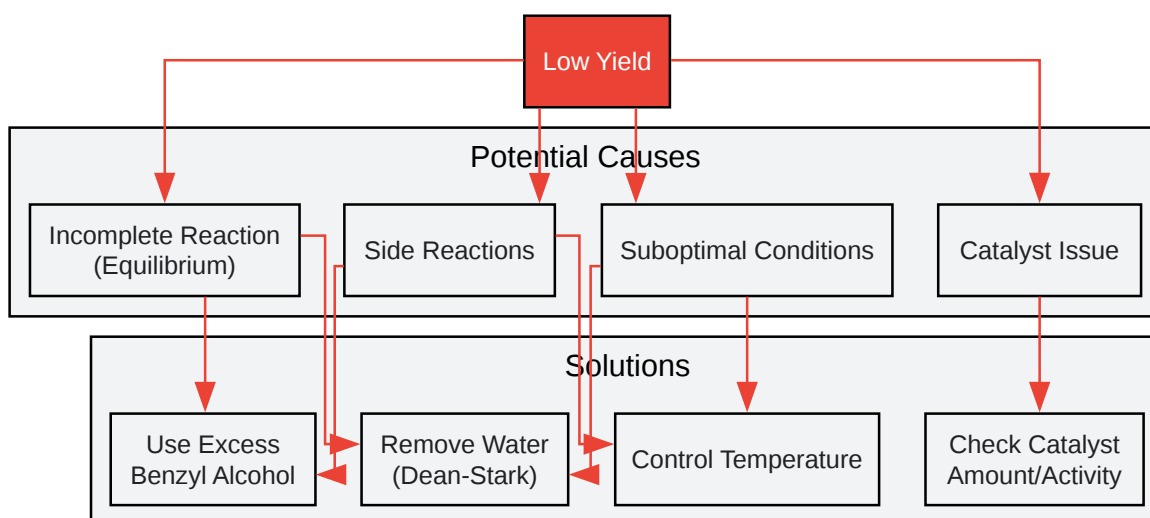 Low Yield
Potential Causes
Incomplete Reaction
(Equilibrium)
Side Reactions
Suboptimal Conditions
Catalyst Issue
Solutions
Use Excess
Benzyl Alcohol
Remove Water
(Dean-Stark)
Control Temperature
Check Catalyst
Amount/Activity